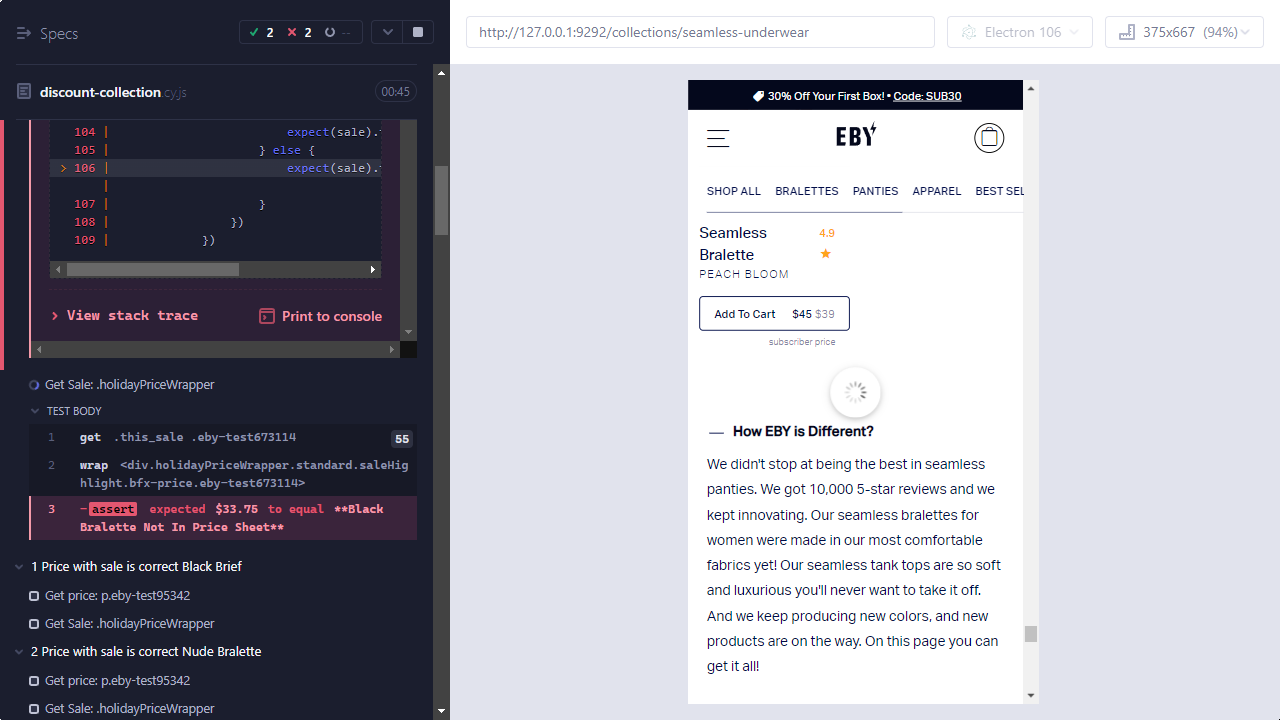 Specs
2
2
--
discount-collection.cy.js
00:45
104 | expect(sale).
105 | } else {
> 106 | expect(sale).
|
107 | }
108 | })
109 | })
> View stack trace
Print to console
Get Sale: .holidayPriceWrapper
TEST BODY
1 get .this_sale .eby-test673114 55
2 wrap <div.holidayPriceWrapper.standard.saleHig
hlight.bfx-price.eby-test673114>
3 -assert expected $33.75 to equal **Black
Bralette Not In Price Sheet**
1 Price with sale is correct Black Brief
Get price: p.eby-test95342
Get Sale: .holidayPriceWrapper
2 Price with sale is correct Nude Bralette
Get price: p.eby-test95342
Get Sale: .holidayPriceWrapper
http://127.0.0.1:9292/collections/seamless-underwear
Electron 106
375x667 (94%)
30% Off Your First Box! • Code: SUB30
EBY
SHOP ALL BRALETTES PANTIES APPAREL BEST SEL
Seamless
Bralette
4.9
PEACH BLOOM
Add To Cart $45 $39
subscriber price
How EBY is Different?
We didn't stop at being the best in seamless
panties. We got 10,000 5-star reviews and we
kept innovating. Our seamless bralettes for
women were made in our most comfortable
fabrics yet! Our seamless tank tops are so soft
and luxurious you'll never want to take it off.
And we keep producing new colors, and new
products are on the way. On this page you can
get it all!